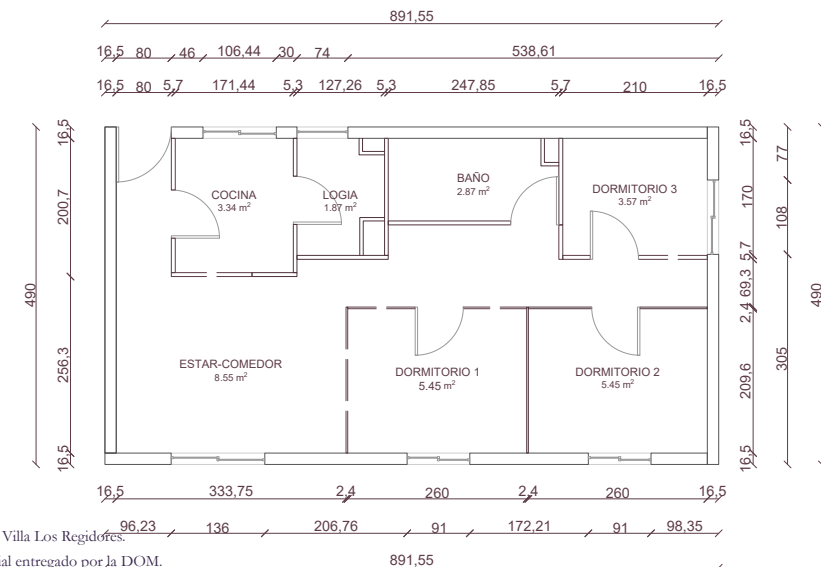 891,55
16,5 80 46 106,44 30 74 538,61
16,5 80 5,7 171,44 5,3 127,26 5,3 247,85 5,7 210 16,5
COCINA
3.34 m²
LOGIA
1.87 m²
BAÑO
2.87 m²
DORMITORIO 3
3.57 m²
ESTAR-COMEDOR
8.55 m²
DORMITORIO 1
5.45 m²
DORMITORIO 2
5.45 m²
490
16,5
200,7
256,3
16,5
16,5
170
5,7
69,3
2,4
209,6
16,5
77
108
305
490
16,5 333,75 2,4 260 2,4 260 16,5
96,23 136 206,76 91 172,21 91 98,35
Villa Los Regidores.
ial entregado por la DOM.
891,55